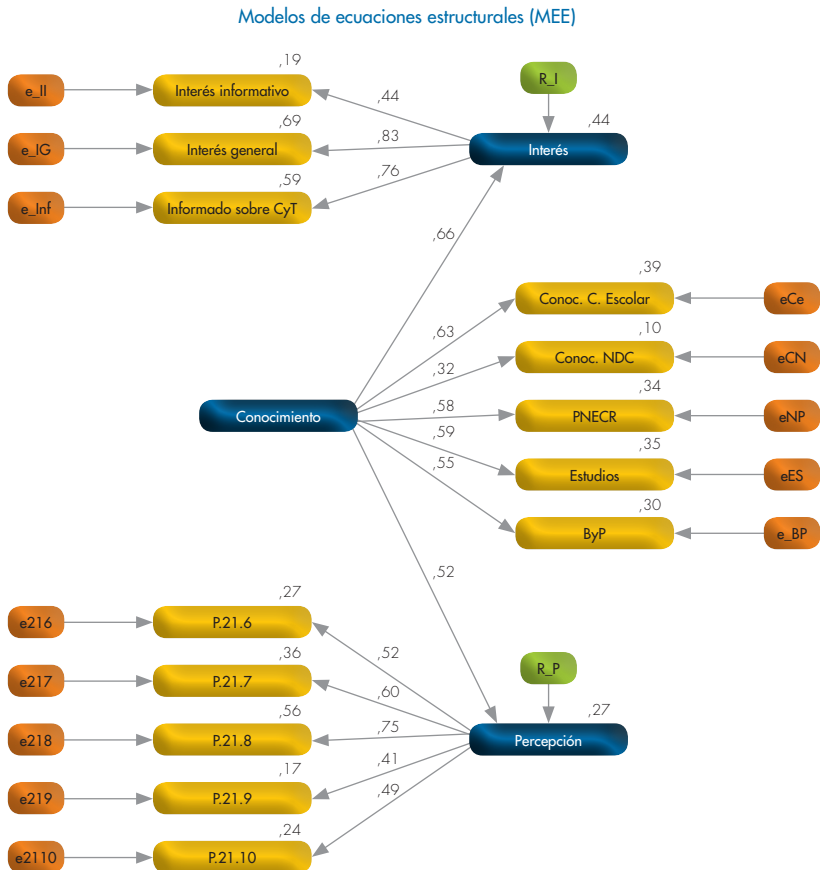 Modelos de ecuaciones estructurales (MEE)
,19
e_II
Interés informativo
,44
R_I
,69
e_IG
Interés general
,83
,44
Interés
,59
e_Inf
Informado sobre CyT
,76
,66
,39
Conoc. C. Escolar
eCe
,63
,10
Conoc. NDC
eCN
,32
,34
Conocimiento
,58
PNECR
eNP
,35
,59
Estudios
eES
,55
,30
ByP
e_BP
,52
,27
e216
P.21.6
,52
R_P
,36
e217
P.21.7
,60
,27
Percepción
,56
e218
P.21.8
,75
,17
e219
P.21.9
,41
,24
e2110
P.21.10
,49